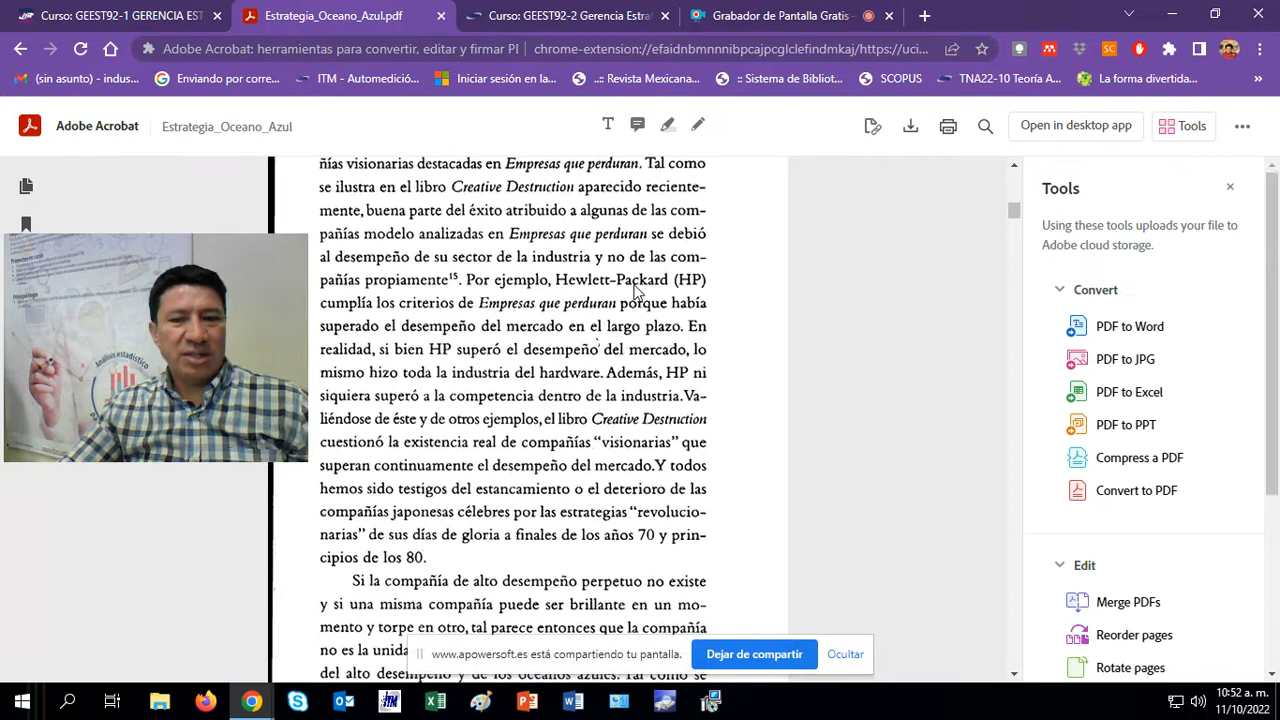 Curso: GEEST92-1 GERENCIA EST
Estrategia_Oceano_Azul.pdf
Curso: GEEST92-2 Gerencia Estrat
Grabador de Pantalla Gratis -
Adobe Acrobat: herramientas para convertir, editar y firmar PI
chrome-extension://efaidnbmnnnibpcajpcglclefindmkaj/https://uci
(sin asunto) - indus...
Enviando por corre...
ITM - Automedició...
Iniciar sesión en la...
..:: Revista Mexicana...
:: Sistema de Bibliot...
SCOPUS
TNA22-10 Teoría A...
La forma divertida...
Adobe Acrobat
Estrategia_Oceano_Azul
Open in desktop app
Tools
ñías visionarias destacadas en Empresas que perduran. Tal como
se ilustra en el libro Creative Destruction aparecido reciente-
mente, buena parte del éxito atribuido a algunas de las com-
pañías modelo analizadas en Empresas que perduran se debió
al desempeño de su sector de la industria y no de las com-
pañías propiamente15. Por ejemplo, Hewlett-Packard (HP)
cumplía los criterios de Empresas que perduran porque había
superado el desempeño del mercado en el largo plazo. En
realidad, si bien HP superó el desempeño del mercado, lo
mismo hizo toda la industria del hardware. Además, HP ni
siquiera superó a la competencia dentro de la industria. Va-
liéndose de éste y de otros ejemplos, el libro Creative Destruction
cuestionó la existencia real de compañías "visionarias" que
superan continuamente el desempeño del mercado. Y todos
hemos sido testigos del estancamiento o el deterioro de las
compañías japonesas célebres por las estrategias "revolucio-
narias" de sus días de gloria a finales de los años 70 y prin-
cipios de los 80.
Si la compañía de alto desempeño perpetuo no existe
y si una misma compañía puede ser brillante en un mo-
mento y torpe en otro, tal parece entonces que la compañía
no es la unida
del alto desem
Tools
Using these tools uploads your file to
Adobe cloud storage.
Convert
PDF to Word
PDF to JPG
PDF to Excel
PDF to PPT
Compress a PDF
Convert to PDF
Edit
Merge PDFs
Reorder pages
Rotate pages
Análisis estadístico
www.apowersoft.es está compartiendo tu pantalla.
Dejar de compartir
Ocultar
10:52 a. m.
11/10/2022